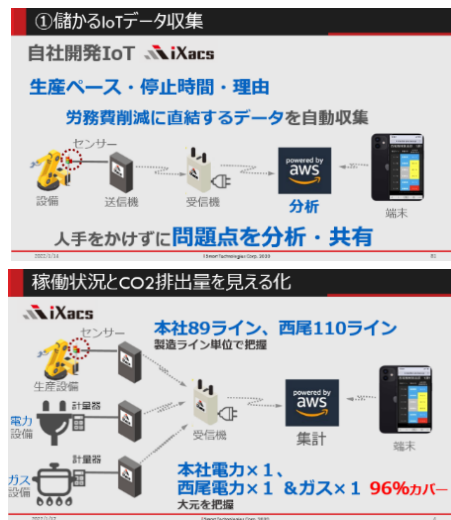 ①儲かるIoTデータ収集
自社開発IoT iXacs
生産ペース・停止時間・理由
労務費削減に直結するデータを自動収集
センサー
powered by
aws
設備 送信機 受信機 分析 端末
人手をかけずに問題点を分析・共有
稼働状況とCO2排出量を見える化
iXacs
センサー
本社89ライン、西尾110ライン
製造ライン単位で把握
生産設備
計量器
電力
設備
powered by
aws
受信機 集計 端末
計量器
ガス
設備
本社電力×1、
西尾電力×1 &ガス×1 96%カバー
大元を把握